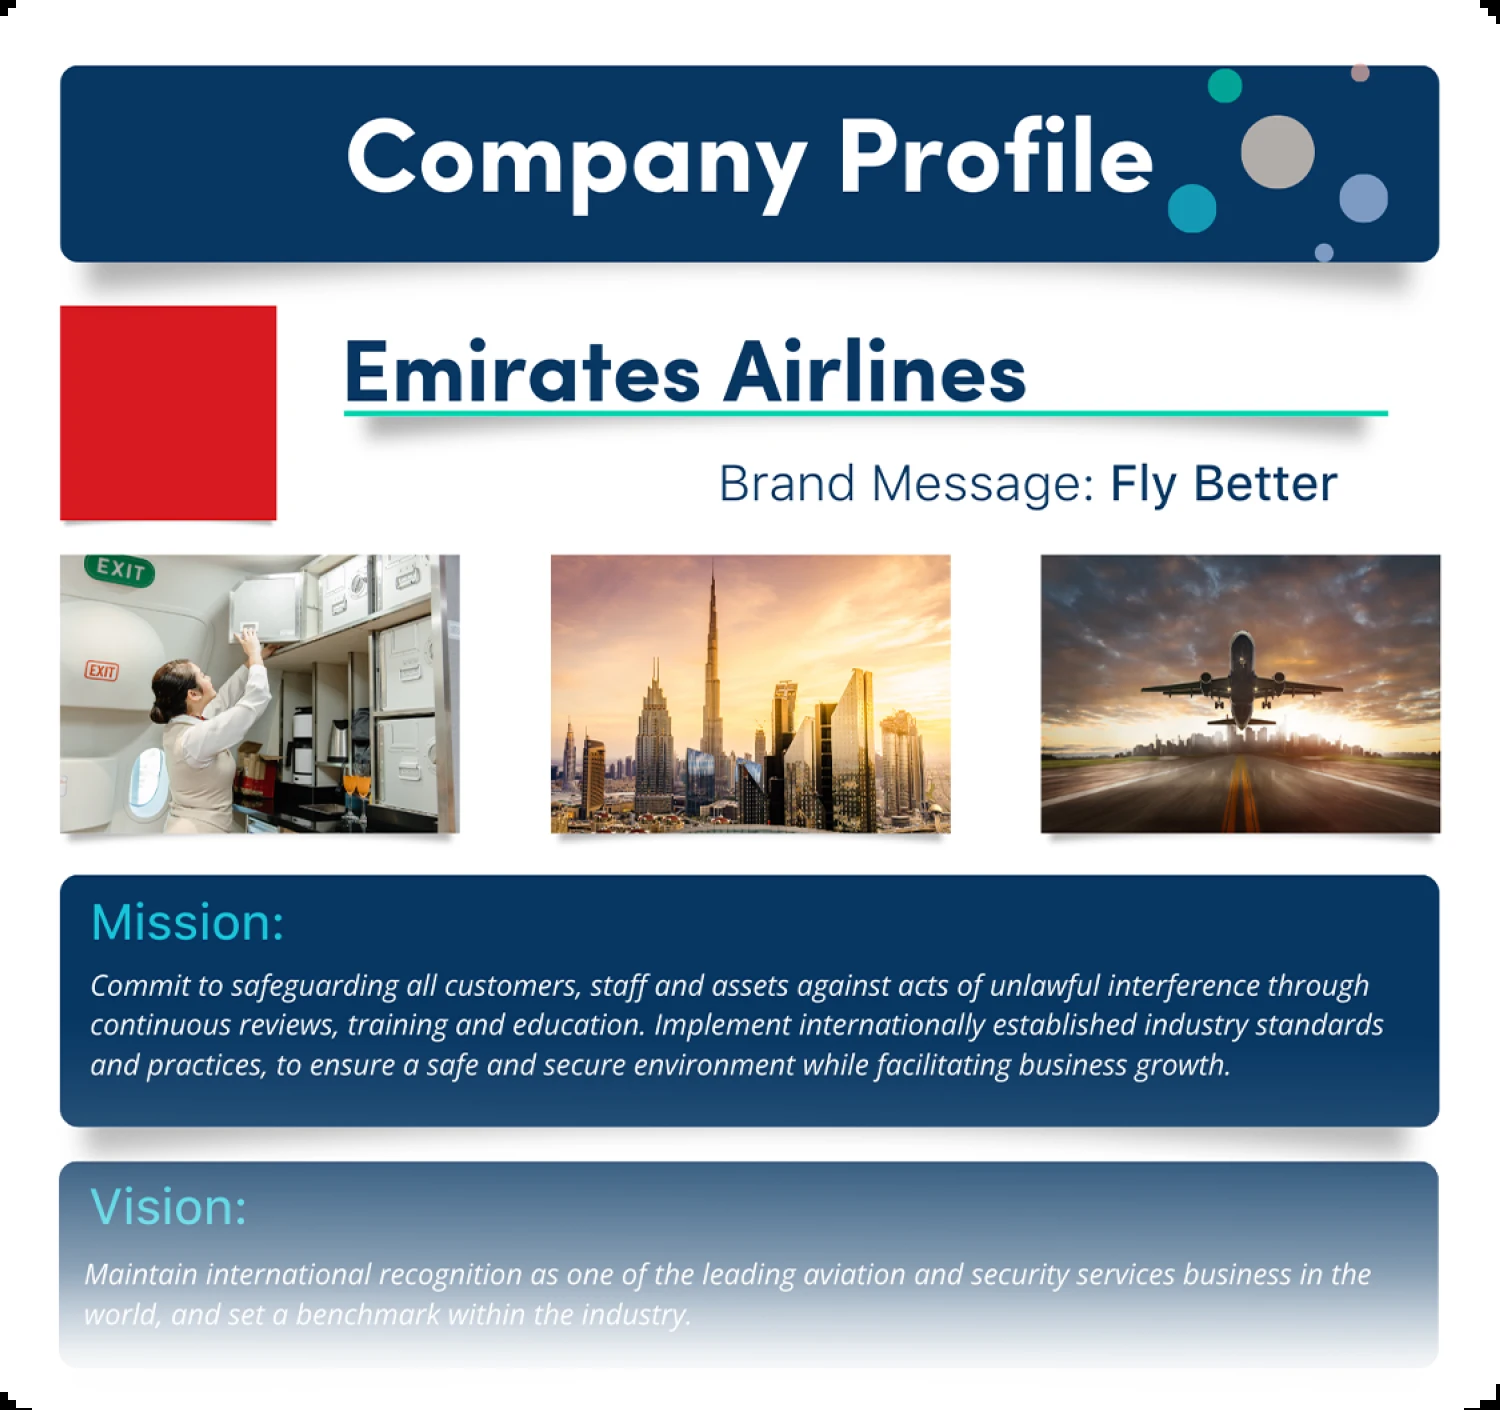 Company Profile
Emirates Airlines
Brand Message: Fly Better
EXIT
EXIT
Mission:
Commit to safeguarding all customers, staff and assets against acts of unlawful interference through
continuous reviews, training and education. Implement internationally established industry standards
and practices, to ensure a safe and secure environment while facilitating business growth.
Vision:
Maintain international recognition as one of the leading aviation and security services business in the
world, and set a benchmark within the industry.